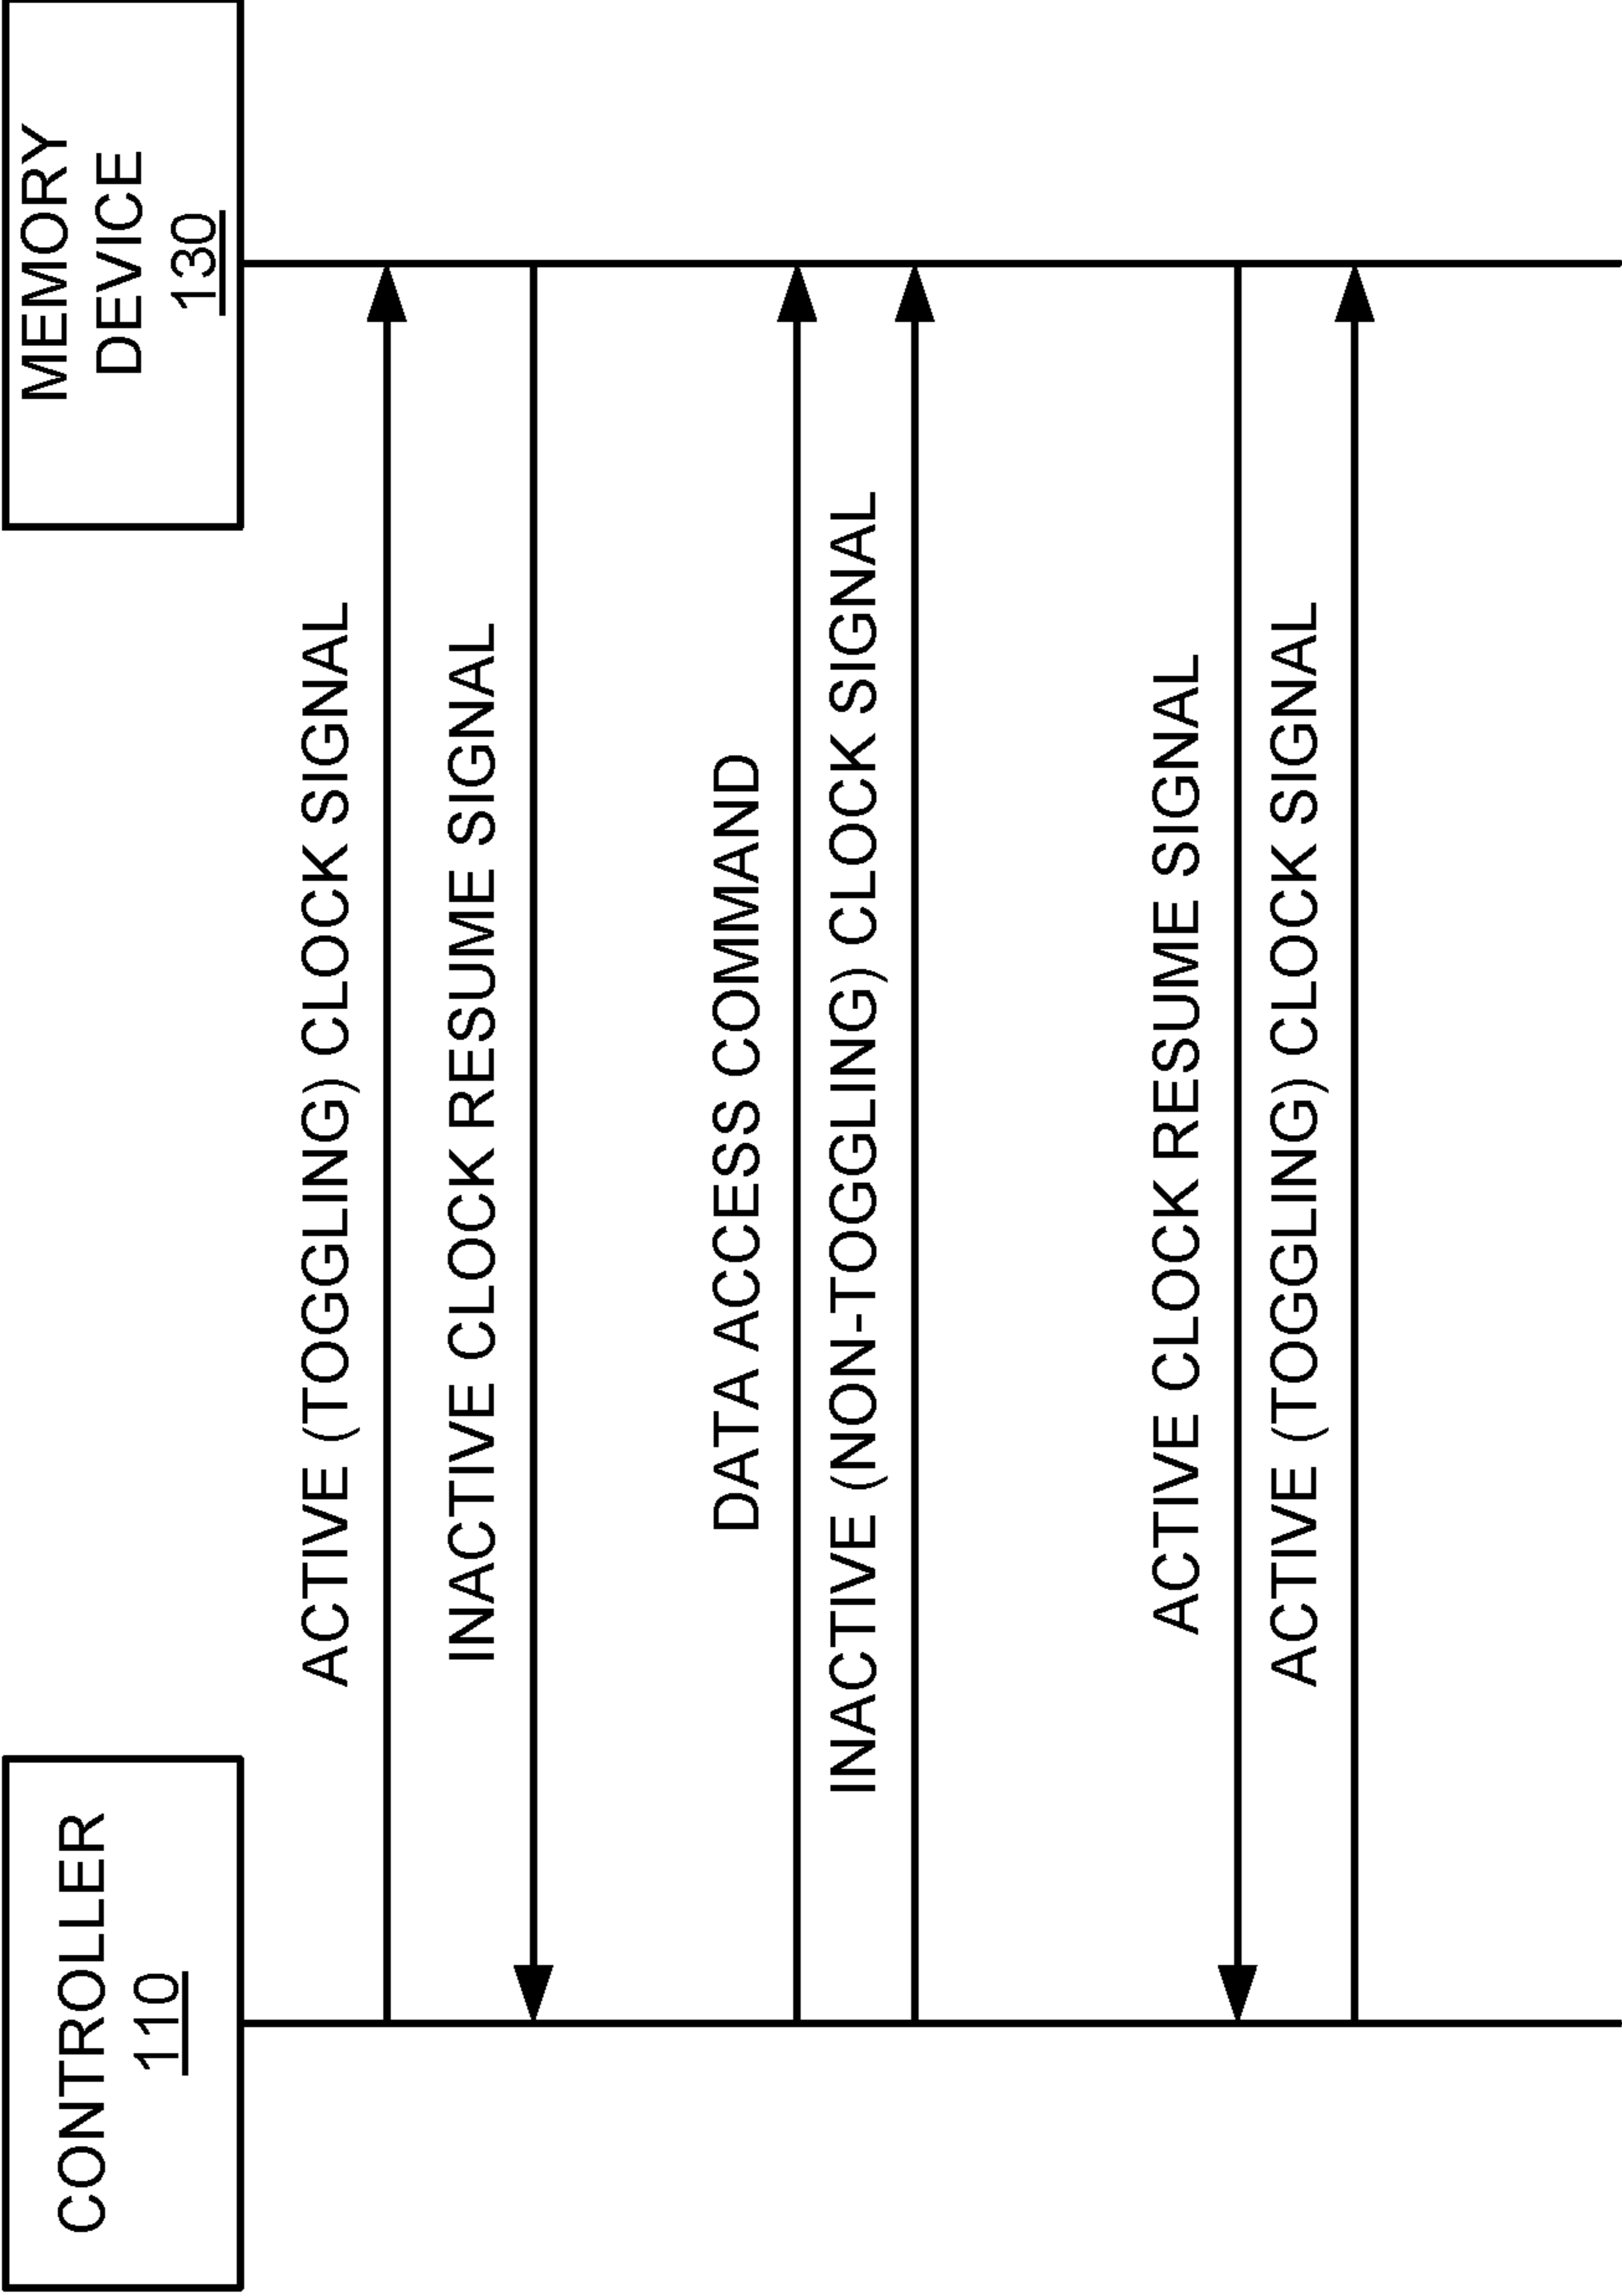 CONTROLLER
110
MEMORY
DEVICE
130
ACTIVE (TOGGLING) CLOCK SIGNAL
INACTIVE CLOCK RESUME SIGNAL
DATA ACCESS COMMAND
INACTIVE (NON-TOGGLING) CLOCK SIGNAL
ACTIVE CLOCK RESUME SIGNAL
ACTIVE (TOGGLING) CLOCK SIGNAL